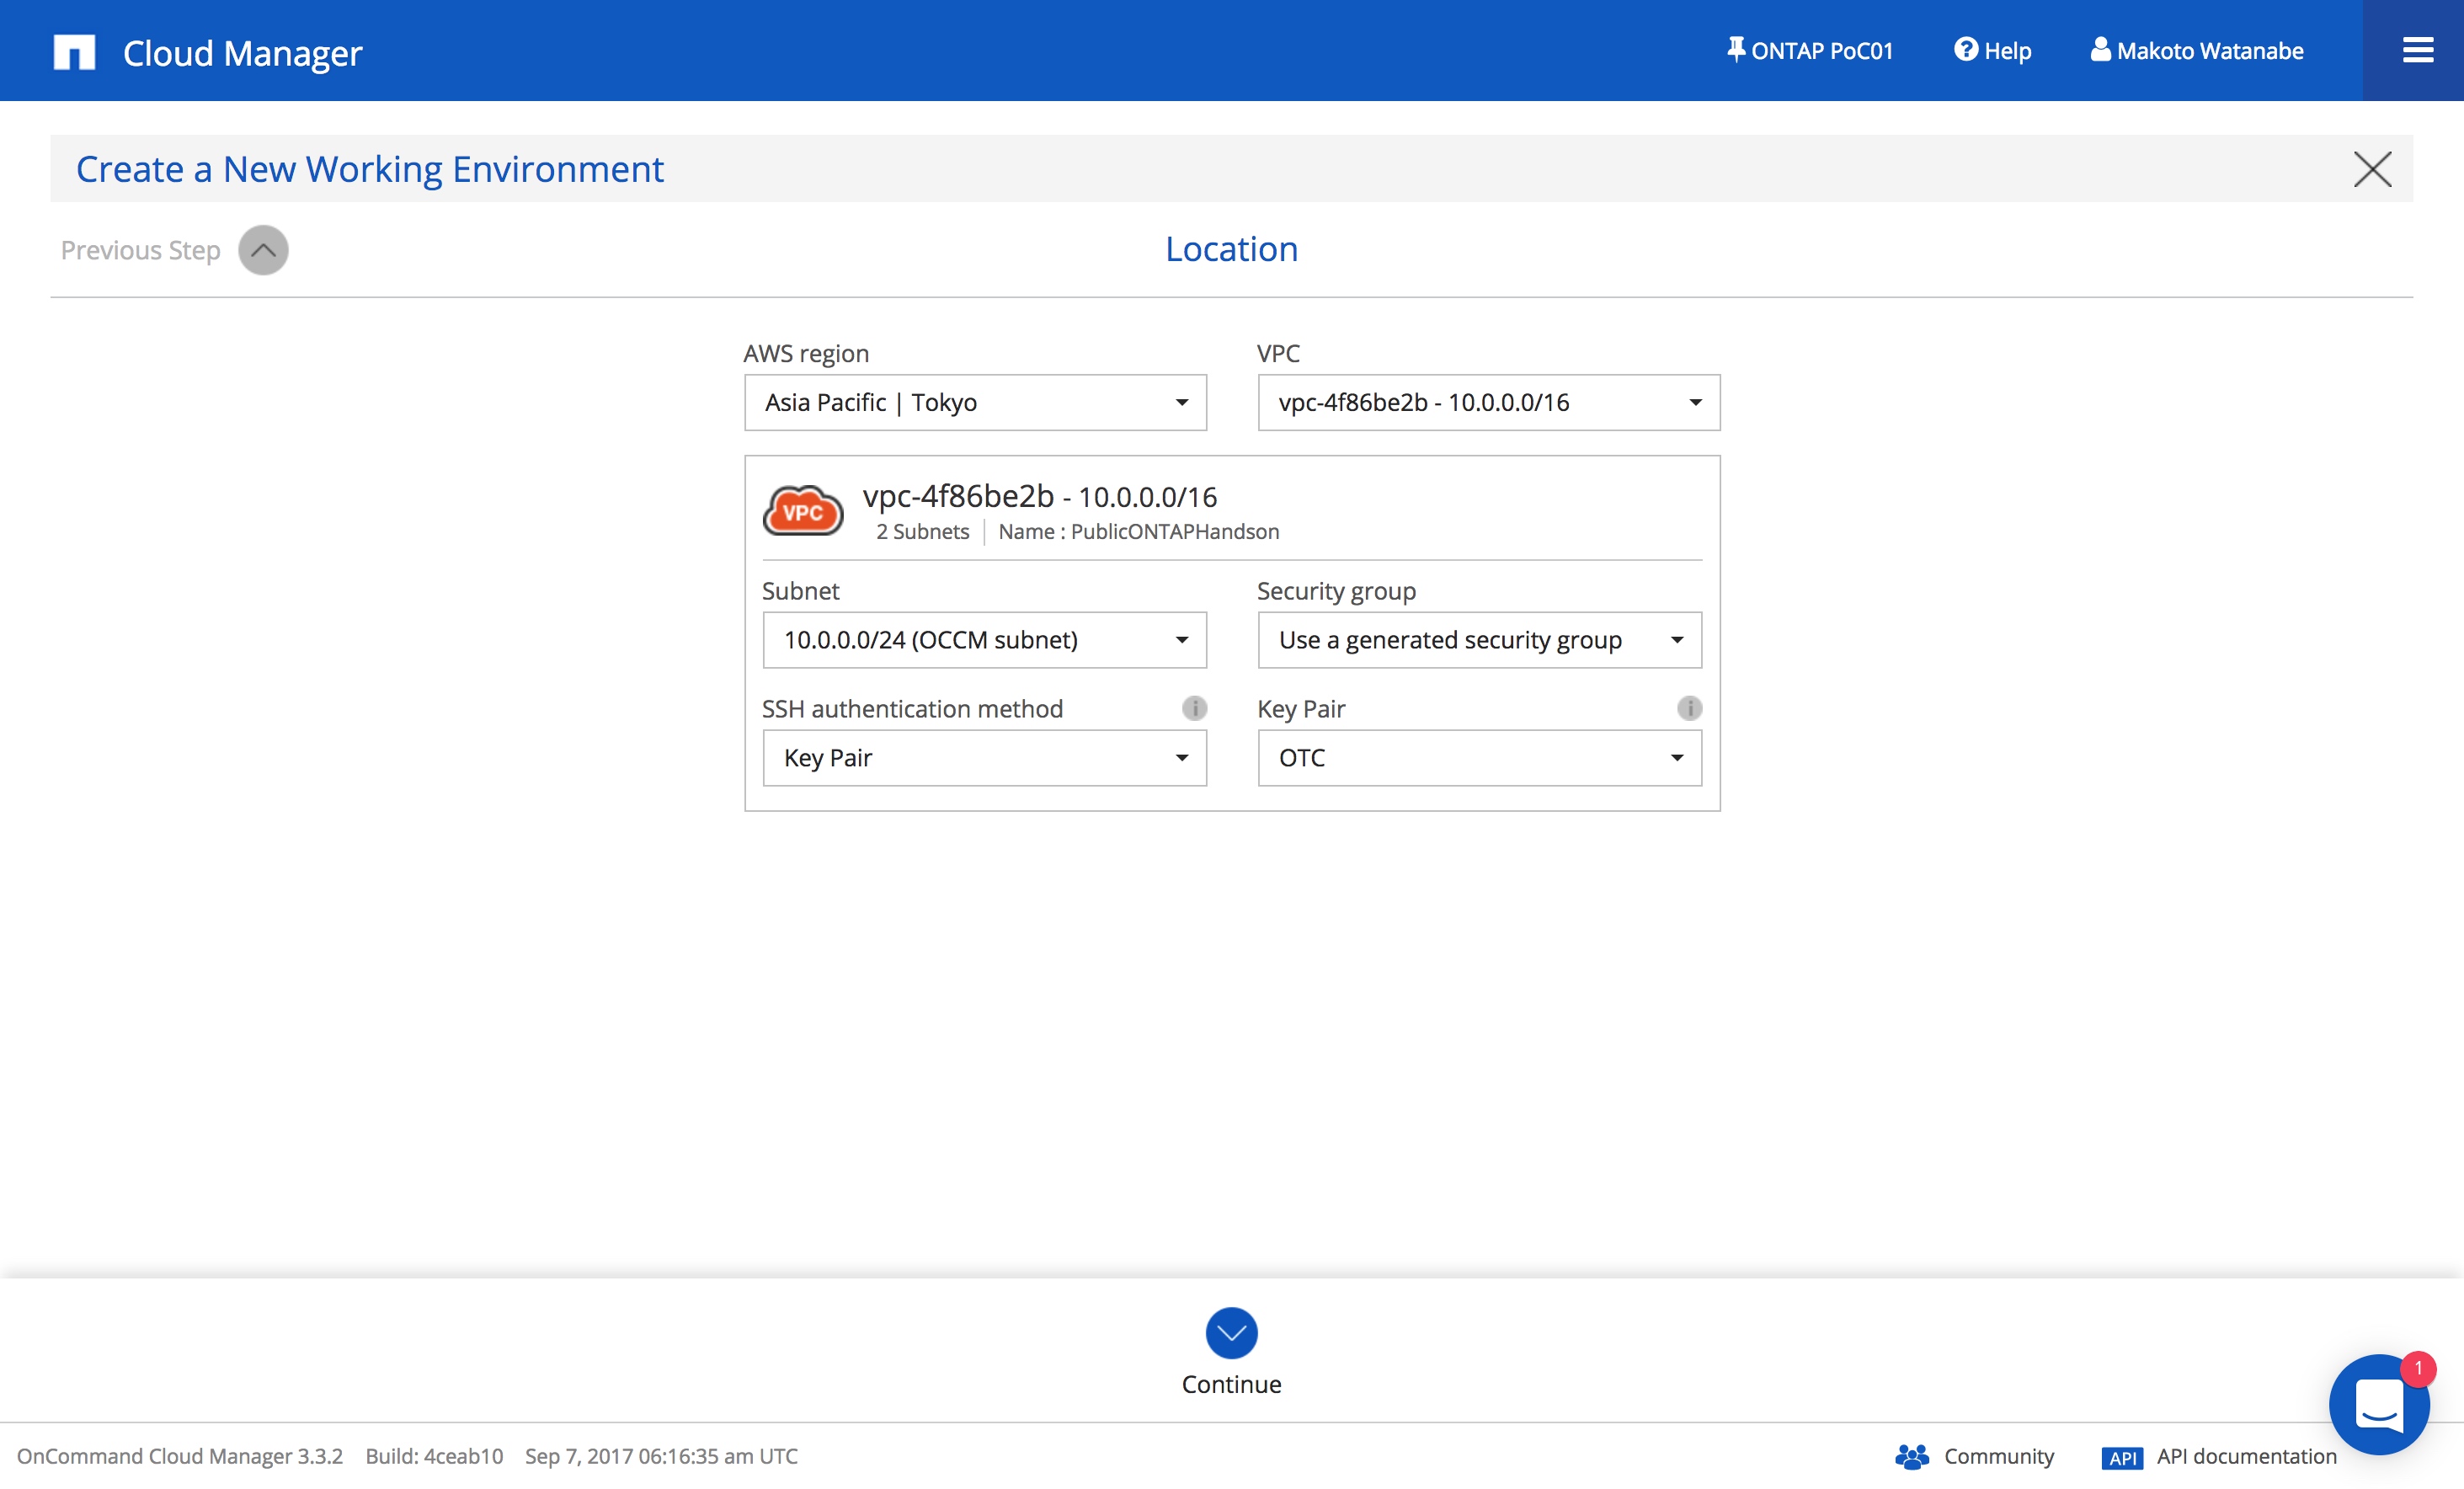 Cloud Manager
ONTAP PoC01
Help
Makoto Watanabe
Create a New Working Environment
Previous Step
Location
AWS region
VPC
Asia Pacific | Tokyo
vpc-4f86be2b - 10.0.0.0/16
VPC
vpc-4f86be2b - 10.0.0.0/16
2 Subnets
Name : PublicONTAPHandson
Subnet
Security group
10.0.0.0/24 (OCCM subnet)
Use a generated security group
SSH authentication method
Key Pair
Key Pair
OTC
Continue
1
OnCommand Cloud Manager 3.3.2 Build: 4ceab10 Sep 7, 2017 06:16:35 am UTC
Community
API
API documentation